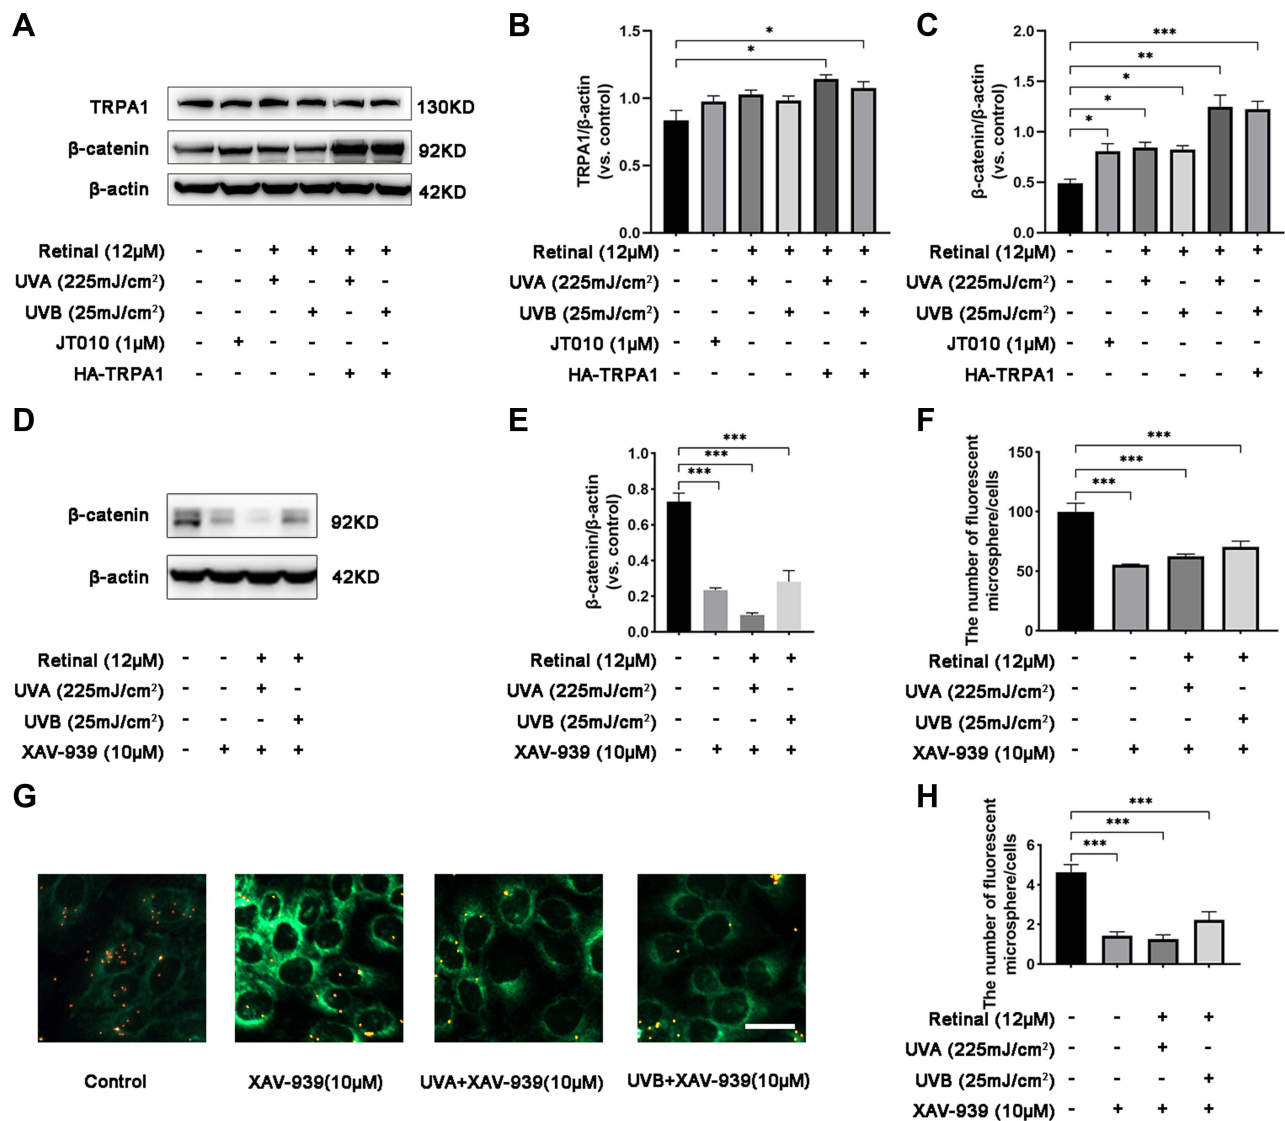 A
TRPA1 130KD
β-catenin 92KD
β-actin 42KD
Retinal (12μM) - - + + + +
UVA (225mJ/cm²) - - + - + -
UVB (25mJ/cm²) - - - + - +
JT010 (1μM) - + - - - -
HA-TRPA1 - - - - + +
B
TRPA1/β-actin
(vs. control)
1.5
1.0
0.5
0.0
*
*
Retinal (12μM) - - + + + +
UVA (225mJ/cm²) - - + - + -
UVB (25mJ/cm²) - - - + - +
JT010 (1μM) - + - - - -
HA-TRPA1 - - - - + +
C
β-catenin/β-actin
(vs. control)
2.0
1.5
1.0
0.5
0.0
***
**
*
*
*
Retinal (12μM) - - + + + +
UVA (225mJ/cm²) - - + - + -
UVB (25mJ/cm²) - - - + - +
JT010 (1μM) - + - - - -
HA-TRPA1 - - - - - +
D
β-catenin 92KD
β-actin 42KD
Retinal (12μM) - - + +
UVA (225mJ/cm²) - - + -
UVB (25mJ/cm²) - - - +
XAV-939 (10μM) - + + +
E
β-catenin/β-actin
(vs. control)
1.0
0.8
0.6
0.4
0.2
0.0
***
***
***
Retinal (12μM) - - + +
UVA (225mJ/cm²) - - + -
UVB (25mJ/cm²) - - - +
XAV-939 (10μM) - + + +
F
The number of fluorescent
microsphere/cells
150
100
50
0
***
***
***
Retinal (12μM) - - + +
UVA (225mJ/cm²) - - + -
UVB (25mJ/cm²) - - - +
XAV-939 (10μM) - + + +
G
Control
XAV-939(10μM)
UVA+XAV-939(10μM)
UVB+XAV-939(10μM)
H
The number of fluorescent
microsphere/cells
6
4
2
0
***
***
***
Retinal (12μM) - - + +
UVA (225mJ/cm²) - - + -
UVB (25mJ/cm²) - - - +
XAV-939 (10μM) - + + +